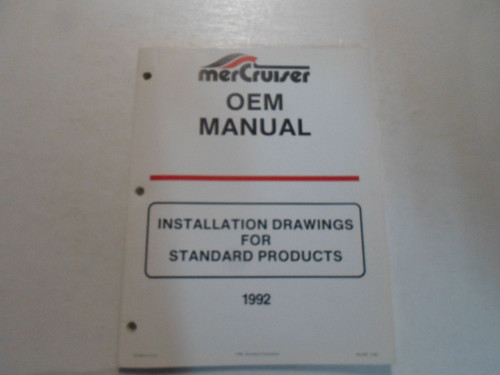 merCruiser
OEM
MANUAL
INSTALLATION DRAWINGS
FOR
STANDARD PRODUCTS
1992